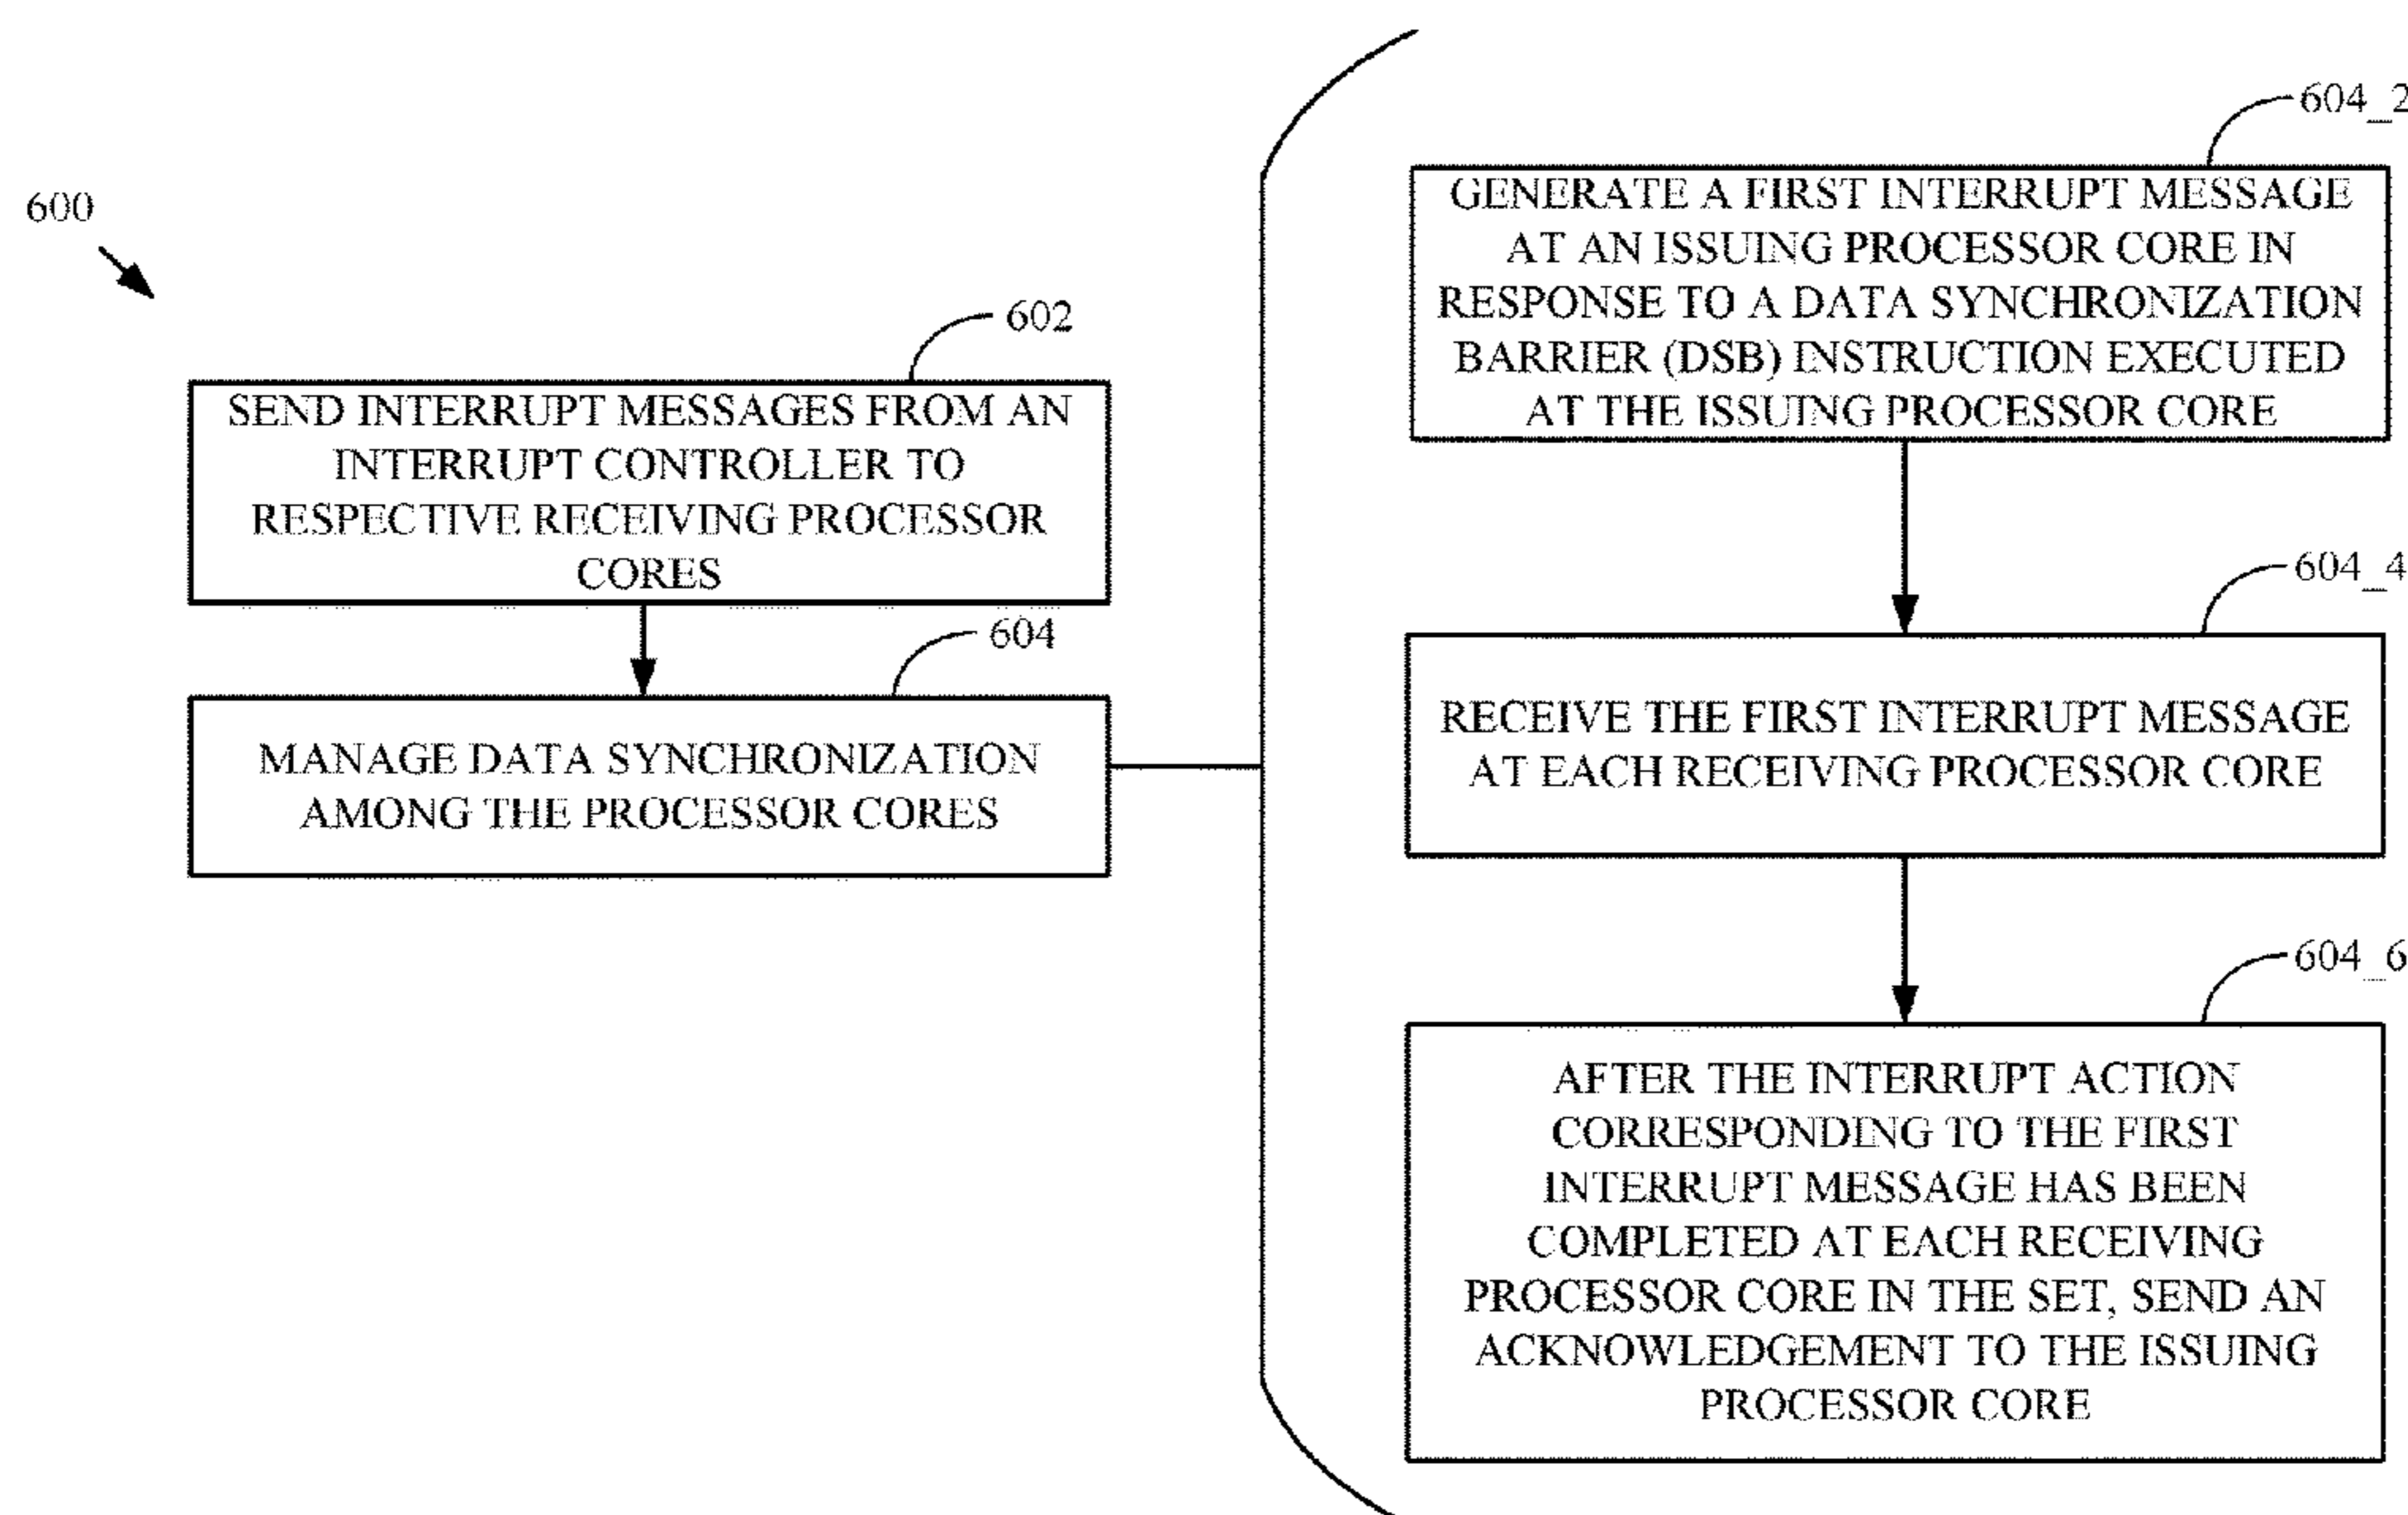 600
602
SEND INTERRUPT MESSAGES FROM AN
INTERRUPT CONTROLLER TO
RESPECTIVE RECEIVING PROCESSOR
CORES
604
MANAGE DATA SYNCHRONIZATION
AMONG THE PROCESSOR CORES
604_2
GENERATE A FIRST INTERRUPT MESSAGE
AT AN ISSUING PROCESSOR CORE IN
RESPONSE TO A DATA SYNCHRONIZATION
BARRIER (DSB) INSTRUCTION EXECUTED
AT THE ISSUING PROCESSOR CORE
604_4
RECEIVE THE FIRST INTERRUPT MESSAGE
AT EACH RECEIVING PROCESSOR CORE
604_6
AFTER THE INTERRUPT ACTION
CORRESPONDING TO THE FIRST
INTERRUPT MESSAGE HAS BEEN
COMPLETED AT EACH RECEIVING
PROCESSOR CORE IN THE SET, SEND AN
ACKNOWLEDGEMENT TO THE ISSUING
PROCESSOR CORE